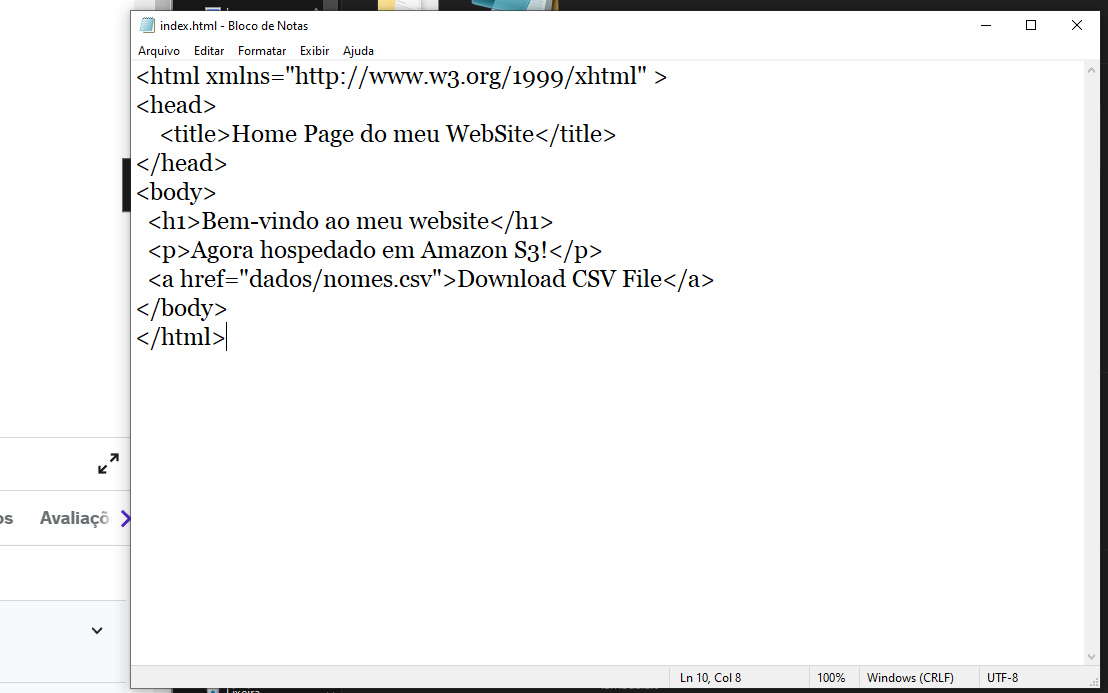 index.html - Bloco de Notas
Arquivo Editar Formatar Exibir Ajuda
<html xmlns="http://www.w3.org/1999/xhtml" >
<head>
    <title>Home Page do meu WebSite</title>
</head>
<body>
  <h1>Bem-vindo ao meu website</h1>
  <p>Agora hospedado em Amazon S3!</p>
  <a href="dados/nomes.csv">Download CSV File</a>
</body>
</html>
os Avaliaçõ
Ln 10, Col 8 100% Windows (CRLF) UTF-8
Lixeira